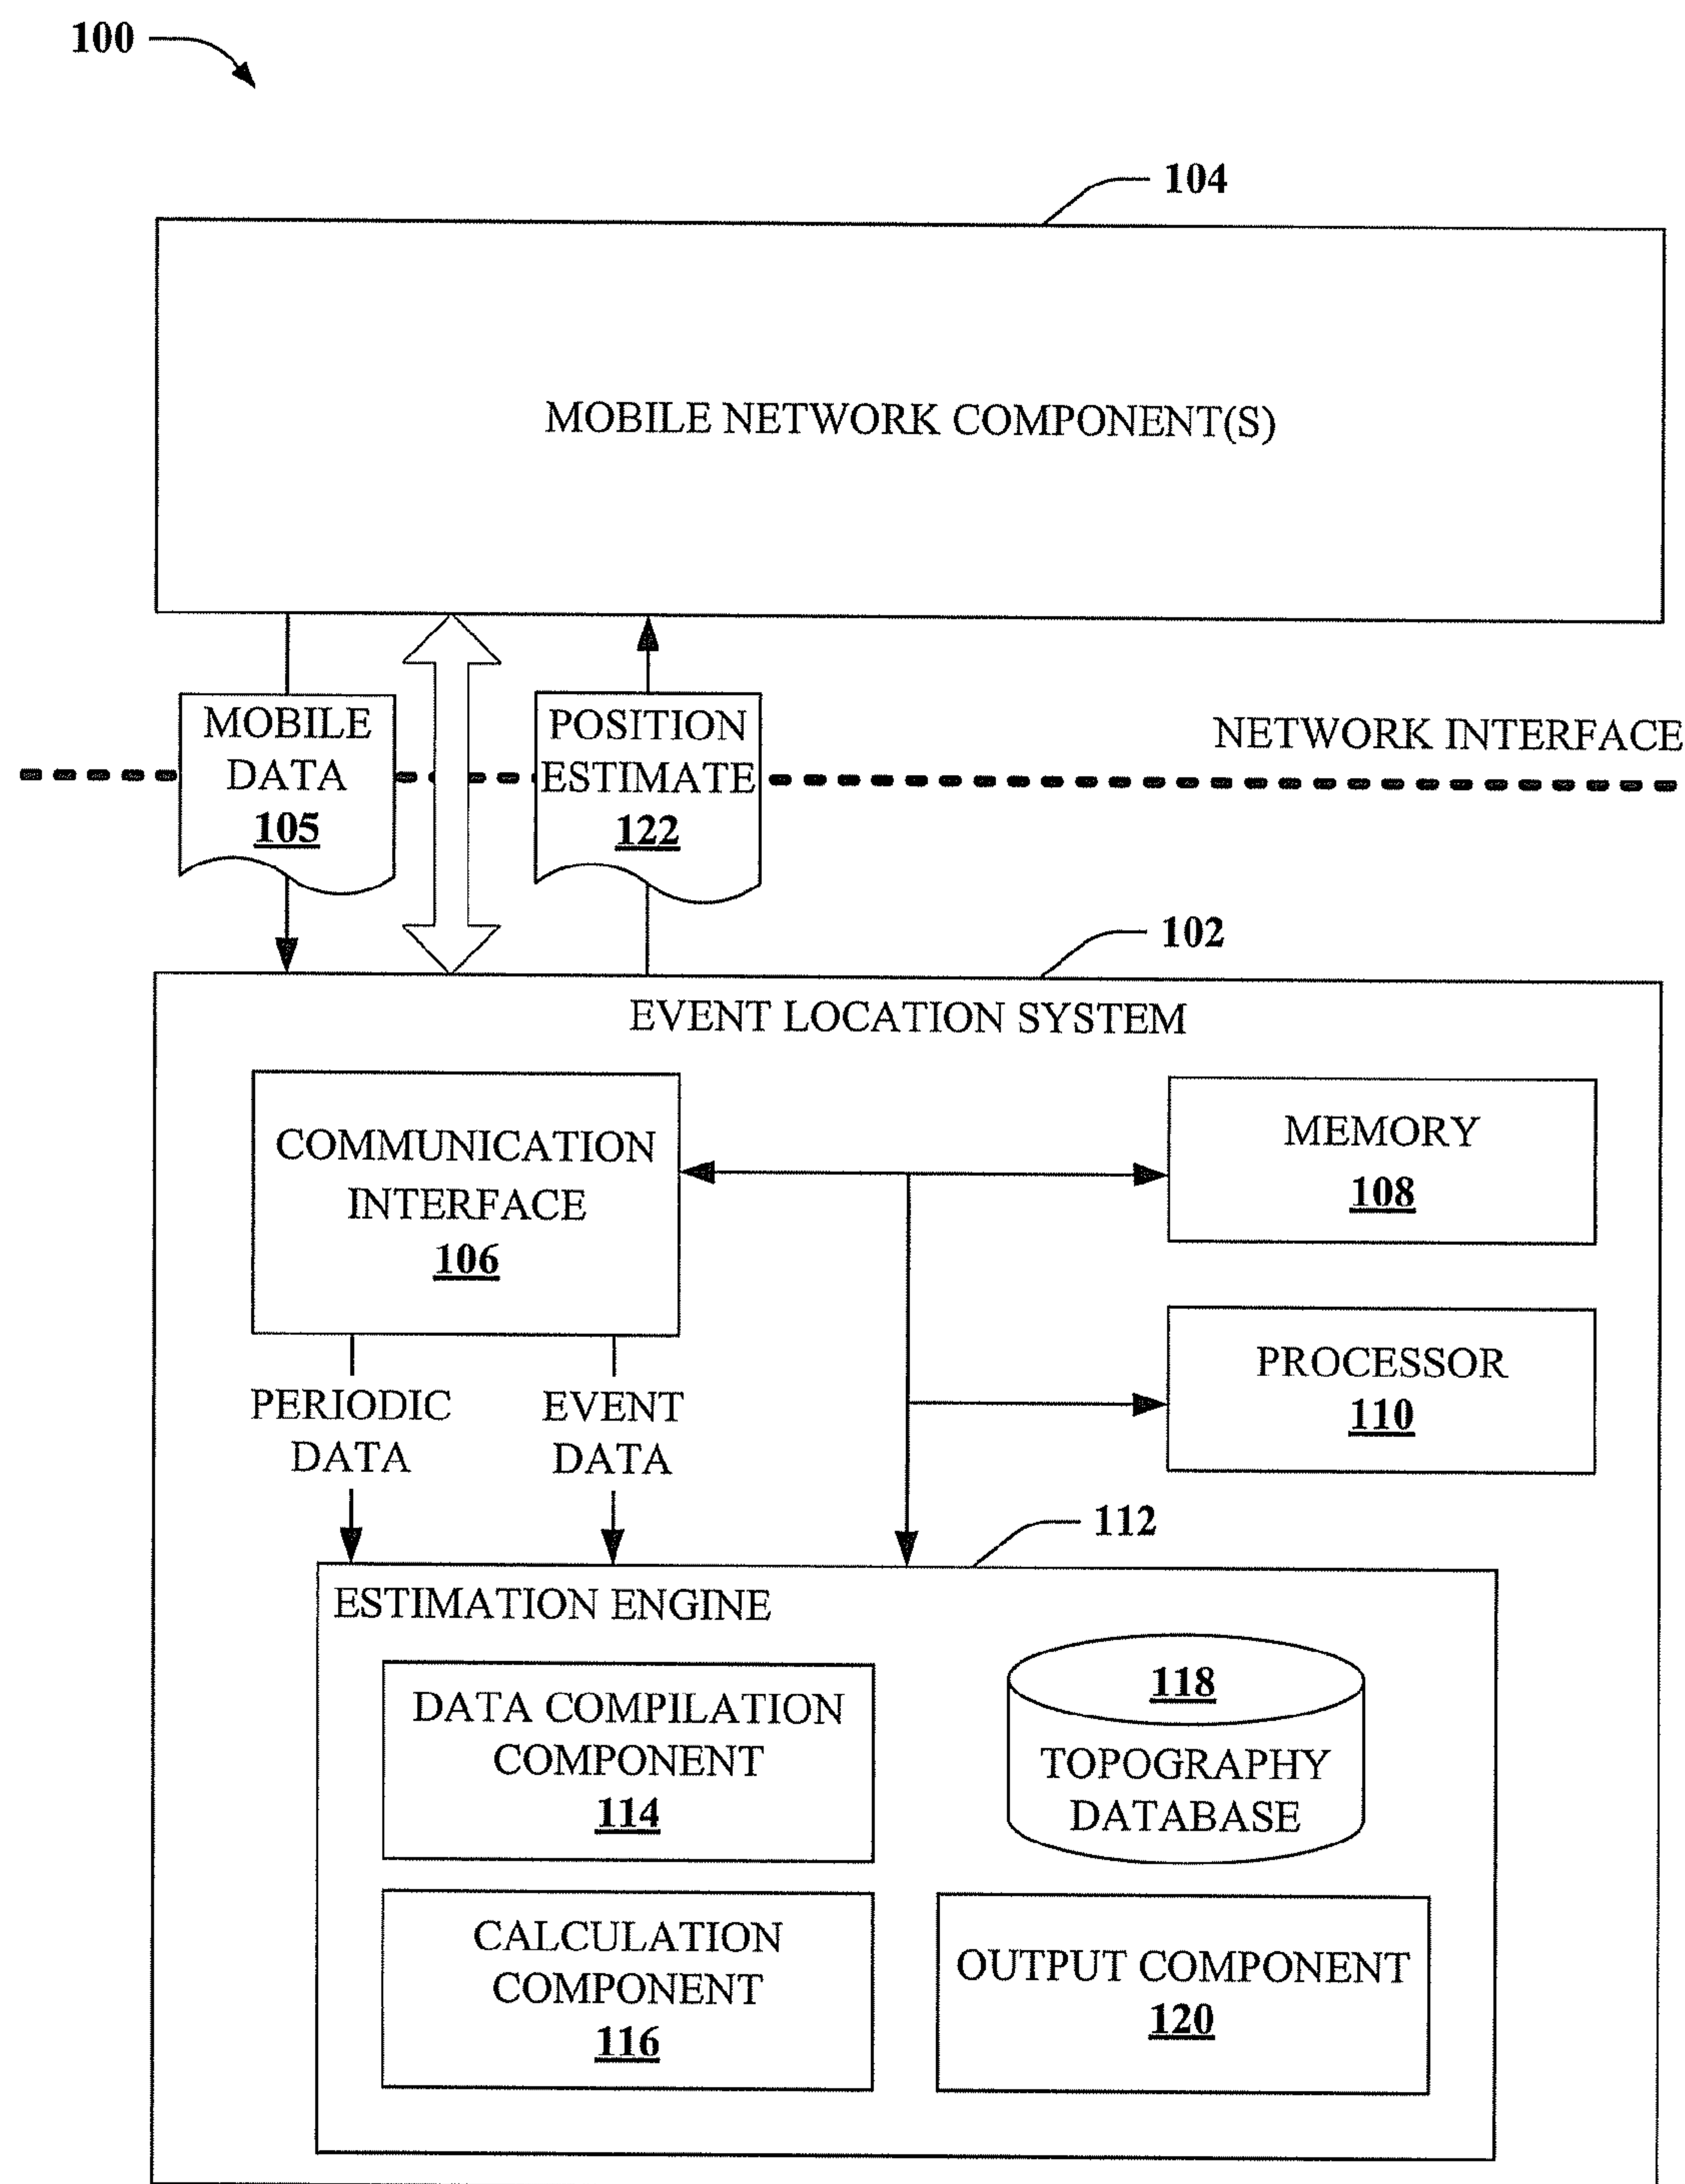 100
104
MOBILE NETWORK COMPONENT(S)
MOBILE
DATA
105
POSITION
ESTIMATE
122
NETWORK INTERFACE
102
EVENT LOCATION SYSTEM
COMMUNICATION
INTERFACE
106
MEMORY
108
PROCESSOR
110
PERIODIC
DATA
EVENT
DATA
112
ESTIMATION ENGINE
DATA COMPILATION
COMPONENT
114
118
TOPOGRAPHY
DATABASE
CALCULATION
COMPONENT
116
OUTPUT COMPONENT
120